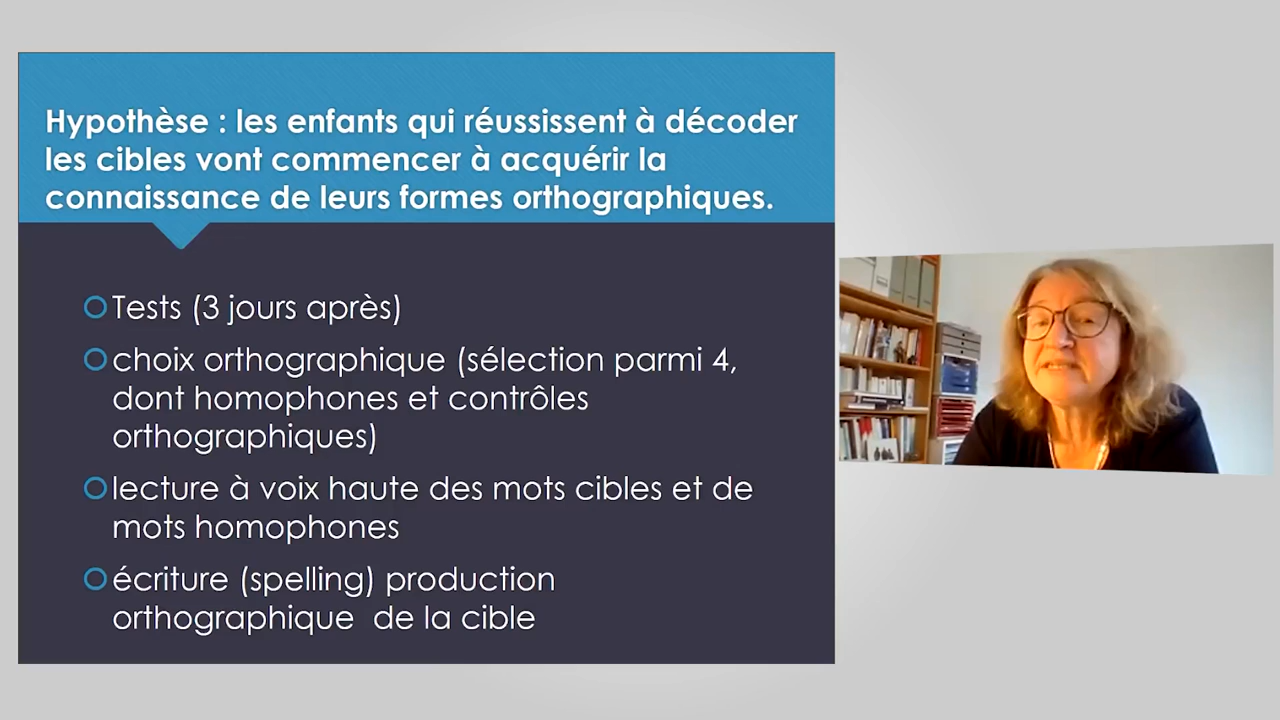 Hypothèse : les enfants qui réussissent à décoder
les cibles vont commencer à acquérir la
connaissance de leurs formes orthographiques.
Tests (3 jours après)
choix orthographique (sélection parmi 4,
dont homophones et contrôles
orthographiques)
lecture à voix haute des mots cibles et de
mots homophones
écriture (spelling) production
orthographique  de la cible